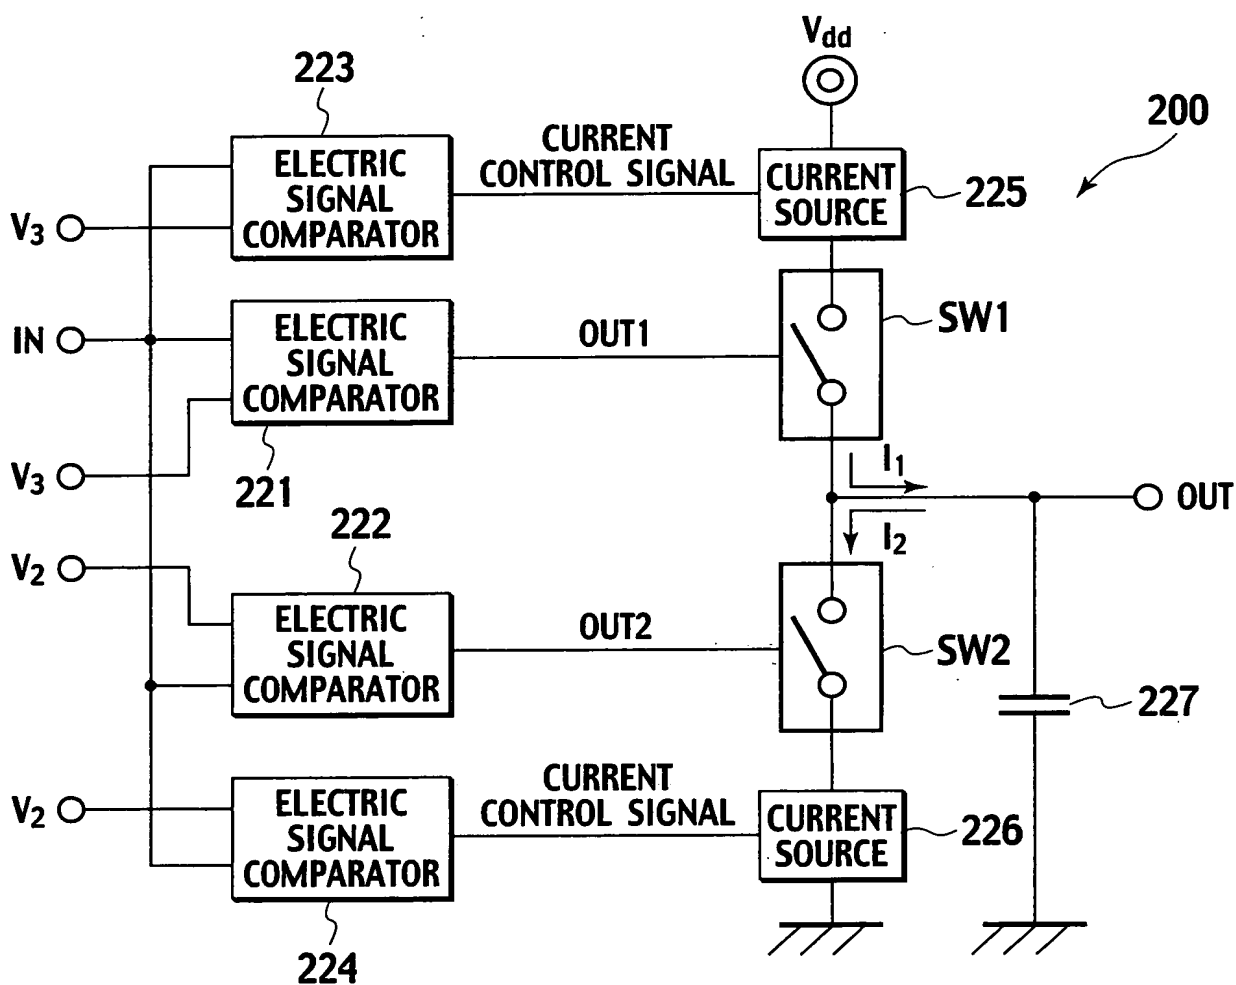 Vdd
223
200
CURRENT
CONTROL SIGNAL
ELECTRIC
SIGNAL
COMPARATOR
CURRENT
SOURCE
225
V3
IN
ELECTRIC
SIGNAL
COMPARATOR
OUT1
SW1
V3
221
I1
OUT
222
I2
V2
ELECTRIC
SIGNAL
COMPARATOR
OUT2
SW2
227
CURRENT
CONTROL SIGNAL
V2
ELECTRIC
SIGNAL
COMPARATOR
CURRENT
SOURCE
226
224